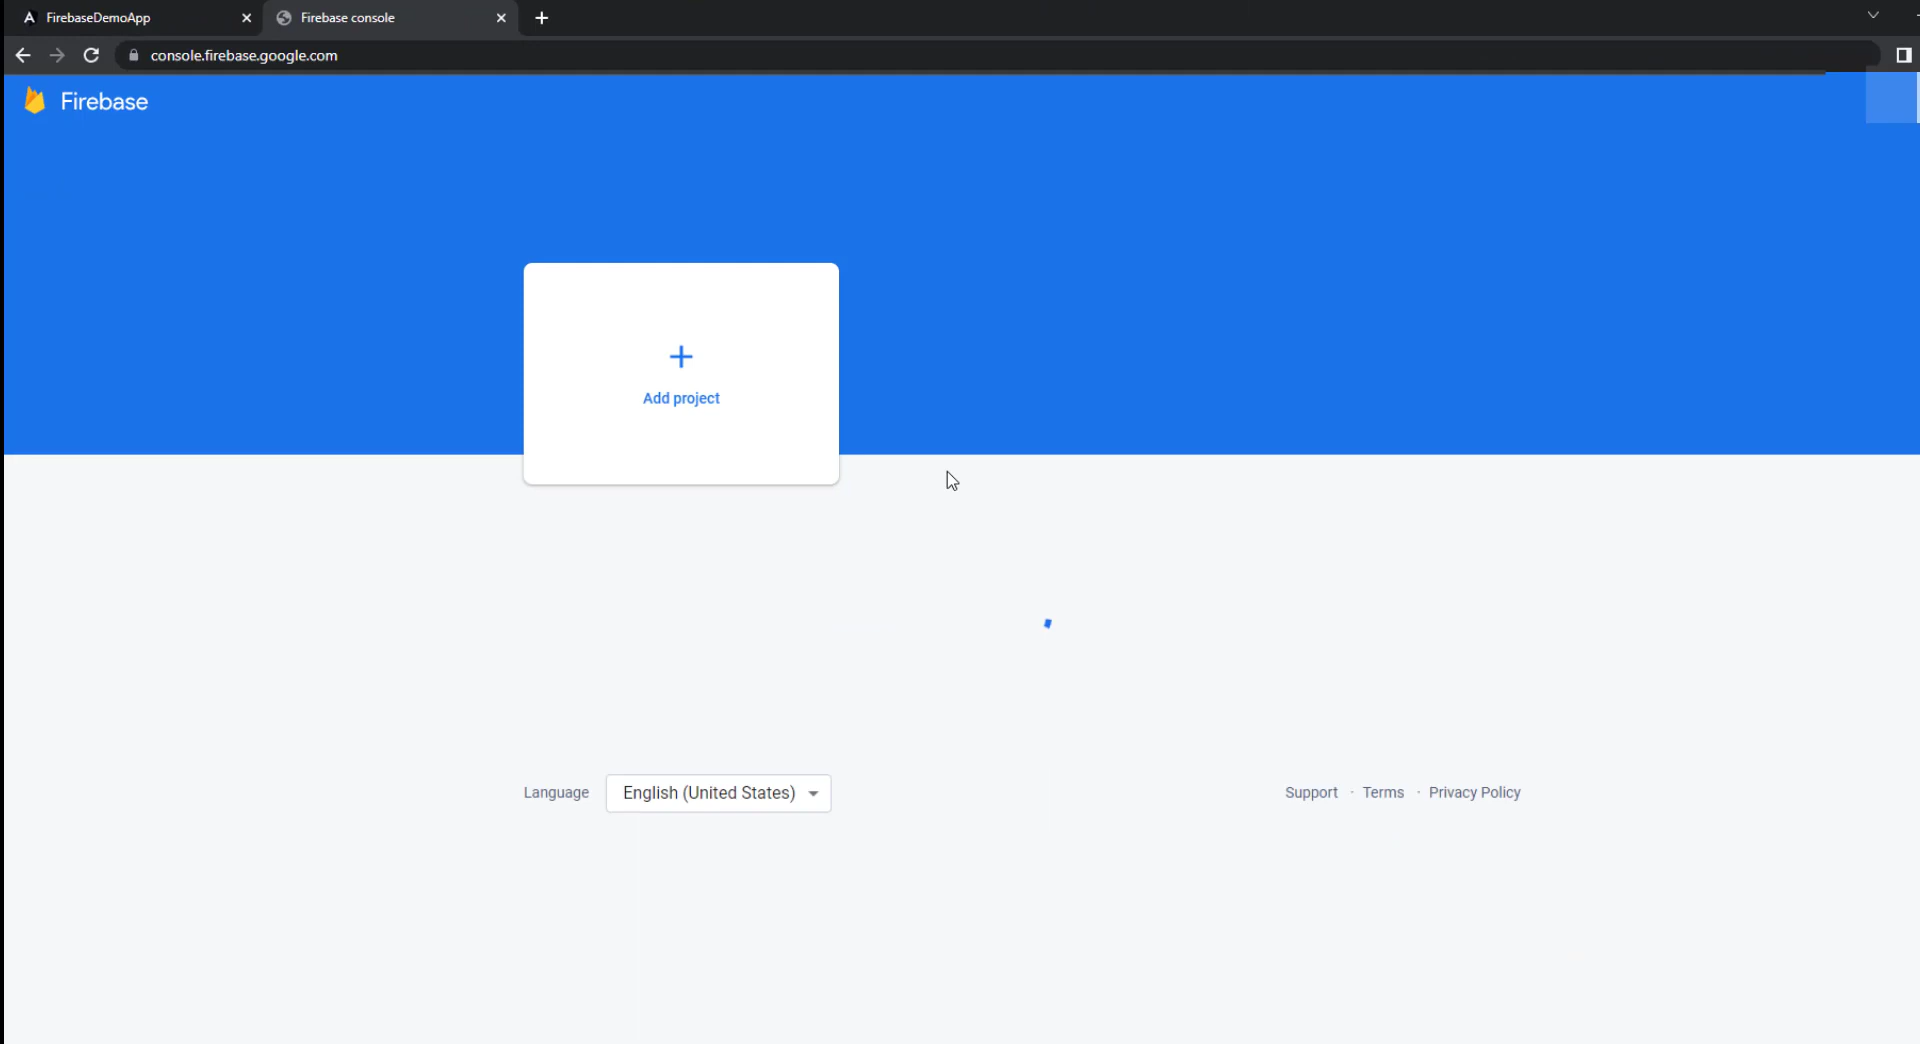 FirebaseDemoApp
Firebase console
console.firebase.google.com
Firebase
Add project
Language
English (United States)
Support · Terms · Privacy Policy